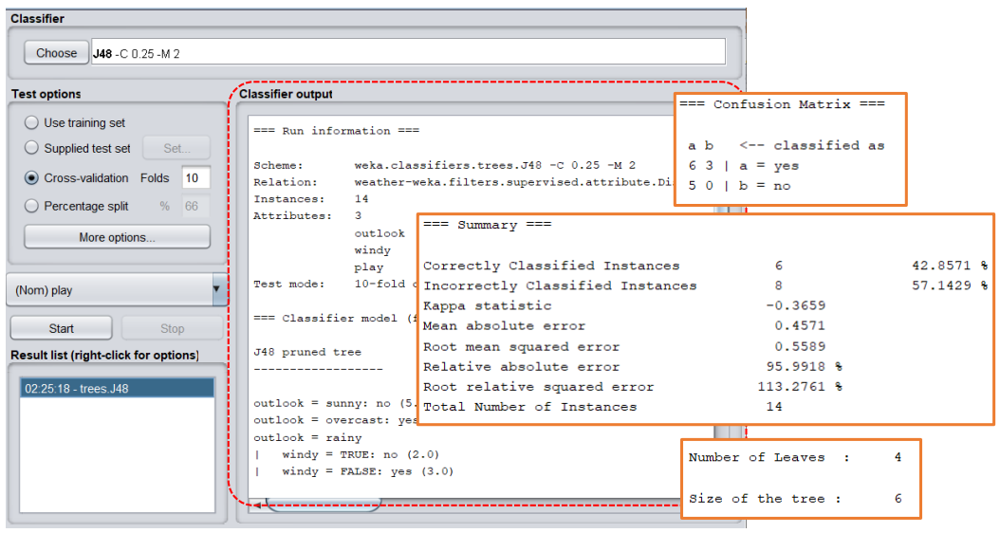 Classifier
Choose J48 -C 0.25 -M 2
Test options
Use training set
Supplied test set Set...
Cross-validation Folds 10
Percentage split % 66
More options...
(Nom) play
Start Stop
Result list (right-click for options)
02:25:18 - trees.J48
Classifier output
=== Run information ===
Scheme: weka.classifiers.trees.J48 -C 0.25 -M 2
Relation: weather-weka.filters.supervised.attribute.Di
Instances: 14
Attributes: 3
outlook
windy
play
Test mode: 10-fold
=== Classifier model (
J48 pruned tree
------------------
outlook = sunny: no (5.
outlook = overcast: yes
outlook = rainy
|   windy = TRUE: no (2.0)
|   windy = FALSE: yes (3.0)
=== Confusion Matrix ===
a b   <-- classified as
6 3 | a = yes
5 0 | b = no
=== Summary ===
Correctly Classified Instances 6 42.8571 %
Incorrectly Classified Instances 8 57.1429 %
Kappa statistic -0.3659
Mean absolute error 0.4571
Root mean squared error 0.5589
Relative absolute error 95.9918 %
Root relative squared error 113.2761 %
Total Number of Instances 14
Number of Leaves  : 4
Size of the tree : 6